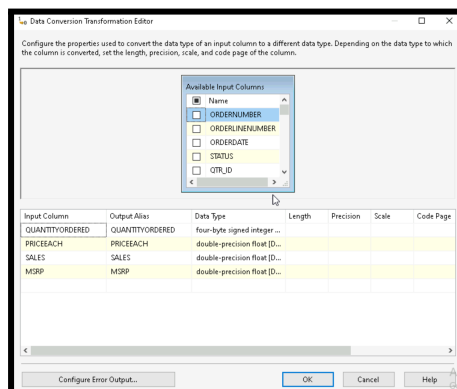 Data Conversion Transformation Editor
Configure the properties used to convert the data type of an input column to a different data type. Depending on the data type to which
the column is converted, set the length, precision, scale, and code page of the column.
Available Input Columns
Name
ORDERNUMBER
ORDERLINENUMBER
ORDERDATE
STATUS
QTR_ID
Input Column Output Alias Data Type Length Precision Scale Code Page
QUANTITYORDERED QUANTITYORDERED four-byte signed integer ...
PRICEEACH PRICEEACH double-precision float [D...
SALES SALES double-precision float [D...
MSRP MSRP double-precision float [D...
Configure Error Output... OK Cancel Help